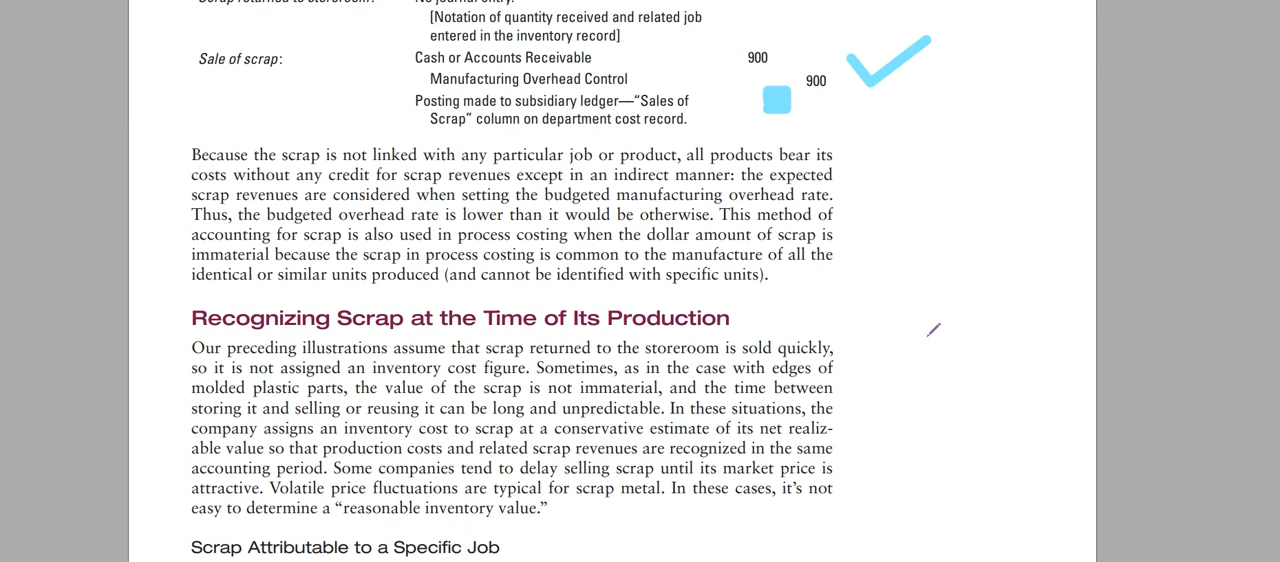 Scrap returned to storeroom: No journal entry.
[Notation of quantity received and related job
entered in the inventory record]
Sale of scrap: Cash or Accounts Receivable 900
Manufacturing Overhead Control 900
Posting made to subsidiary ledger—“Sales of
Scrap” column on department cost record.
Because the scrap is not linked with any particular job or product, all products bear its
costs without any credit for scrap revenues except in an indirect manner: the expected
scrap revenues are considered when setting the budgeted manufacturing overhead rate.
Thus, the budgeted overhead rate is lower than it would be otherwise. This method of
accounting for scrap is also used in process costing when the dollar amount of scrap is
immaterial because the scrap in process costing is common to the manufacture of all the
identical or similar units produced (and cannot be identified with specific units).
Recognizing Scrap at the Time of Its Production
Our preceding illustrations assume that scrap returned to the storeroom is sold quickly,
so it is not assigned an inventory cost figure. Sometimes, as in the case with edges of
molded plastic parts, the value of the scrap is not immaterial, and the time between
storing it and selling or reusing it can be long and unpredictable. In these situations, the
company assigns an inventory cost to scrap at a conservative estimate of its net realiz-
able value so that production costs and related scrap revenues are recognized in the same
accounting period. Some companies tend to delay selling scrap until its market price is
attractive. Volatile price fluctuations are typical for scrap metal. In these cases, it’s not
easy to determine a “reasonable inventory value.”
Scrap Attributable to a Specific Job